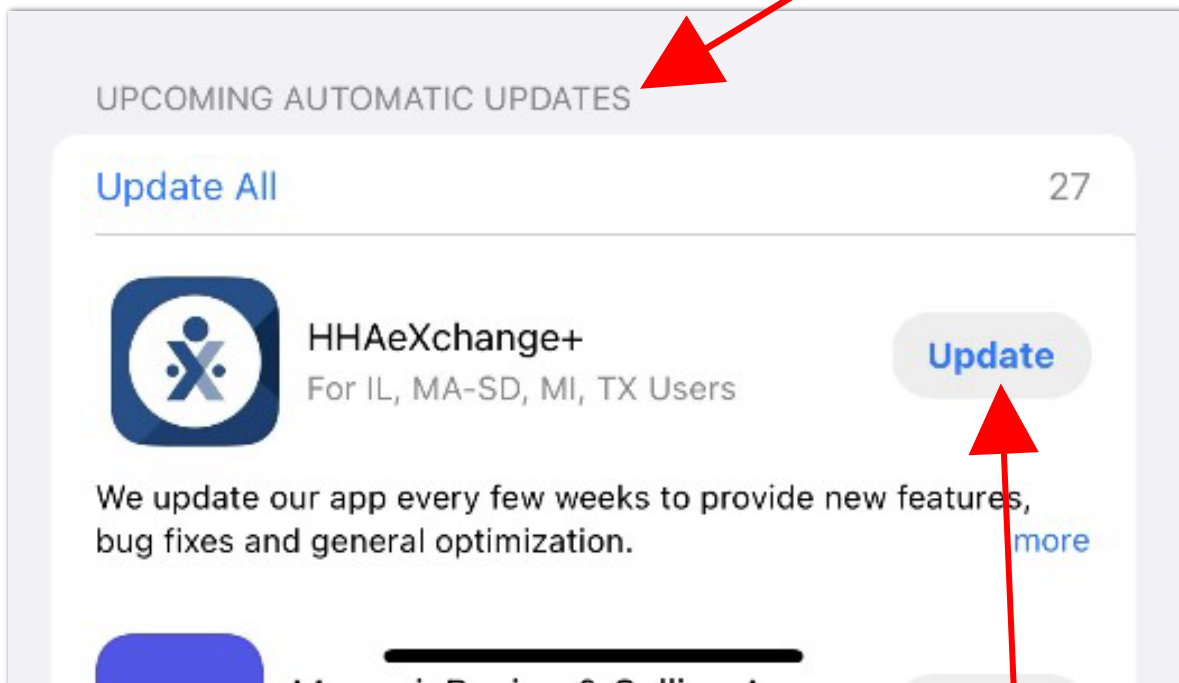 UPCOMING AUTOMATIC UPDATES
Update All 27
HHAeXchange+
Update
For IL, MA-SD, MI, TX Users
We update our app every few weeks to provide new features,
bug fixes and general optimization.
more